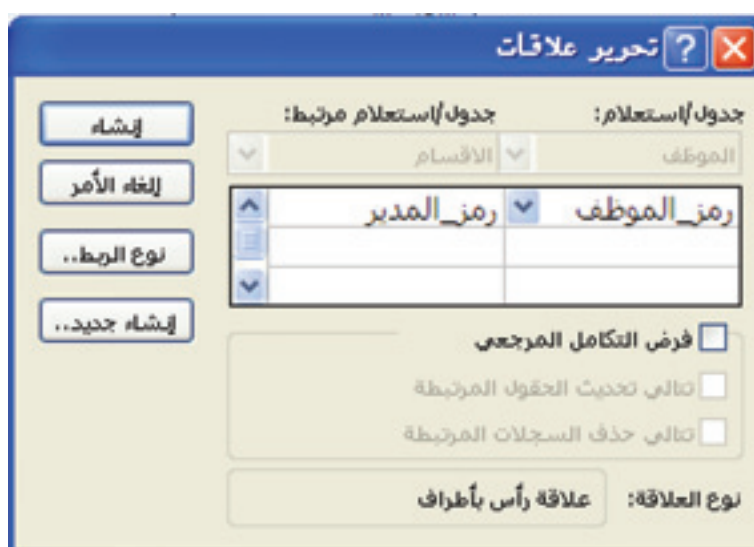 تحرير علاقات
جدول/استعلام: جدول/استعلام مرتبط:
الموظف الاقسام
رمز_الموظف رمز_المدير
فرض التكامل المرجعي
تتالي تحديث الحقول المرتبطة
تتالي حذف السجلات المرتبطة
نوع العلاقة: علاقة رأس بأطراف
إنشاء
إلغاء الأمر
نوع الربط..
إنشاء جديد..